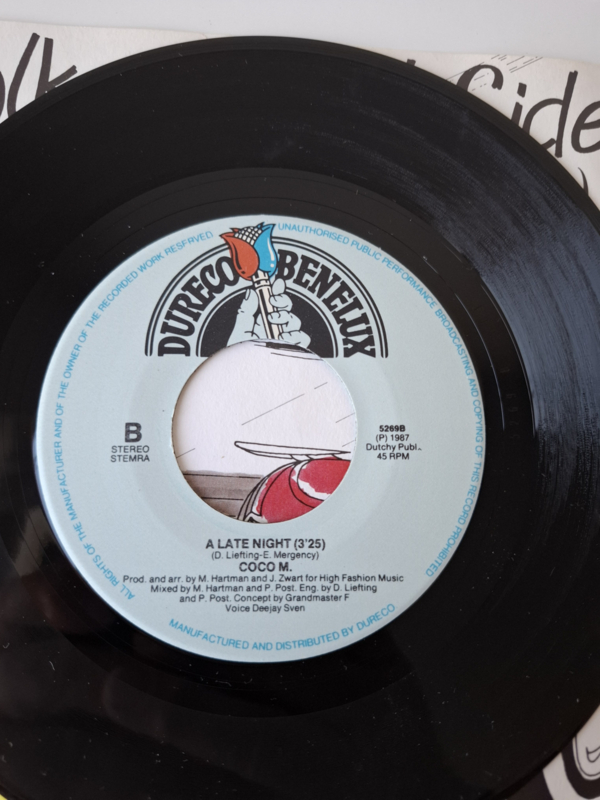 Side
DURECO BENELUX
ALL RIGHTS OF THE MANUFACTURER AND OF THE OWNER OF THE RECORDED WORK RESERVED. UNAUTHORISED PUBLIC PERFORMANCE BROADCASTING AND COPYING OF THIS RECORD PROHIBITED
B
STEREO
STEMRA
5269B
(P) 1987
Dutchy Publ..
45 RPM
A LATE NIGHT (3'25)
(D. Liefting-E. Mergency)
COCO M.
Prod. and arr. by M. Hartman and J. Zwart for High Fashion Music
Mixed by M. Hartman and P. Post. Eng. by D. Liefting
and P. Post. Concept by Grandmaster F
Voice Deejay Sven
MANUFACTURED AND DISTRIBUTED BY DURECO